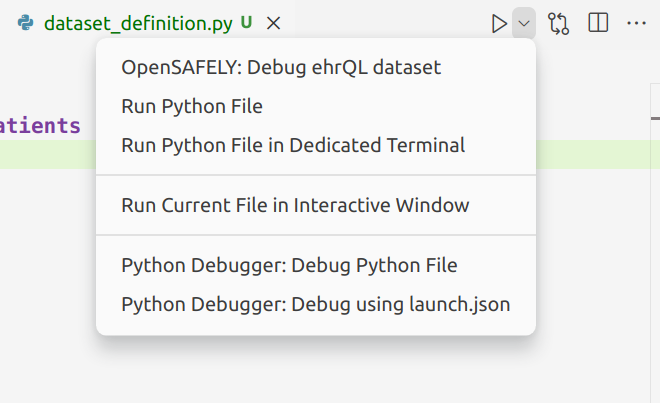 dataset_definition.py U
OpenSAFELY: Debug ehrQL dataset
Run Python File
atients
Run Python File in Dedicated Terminal
Run Current File in Interactive Window
Python Debugger: Debug Python File
Python Debugger: Debug using launch.json